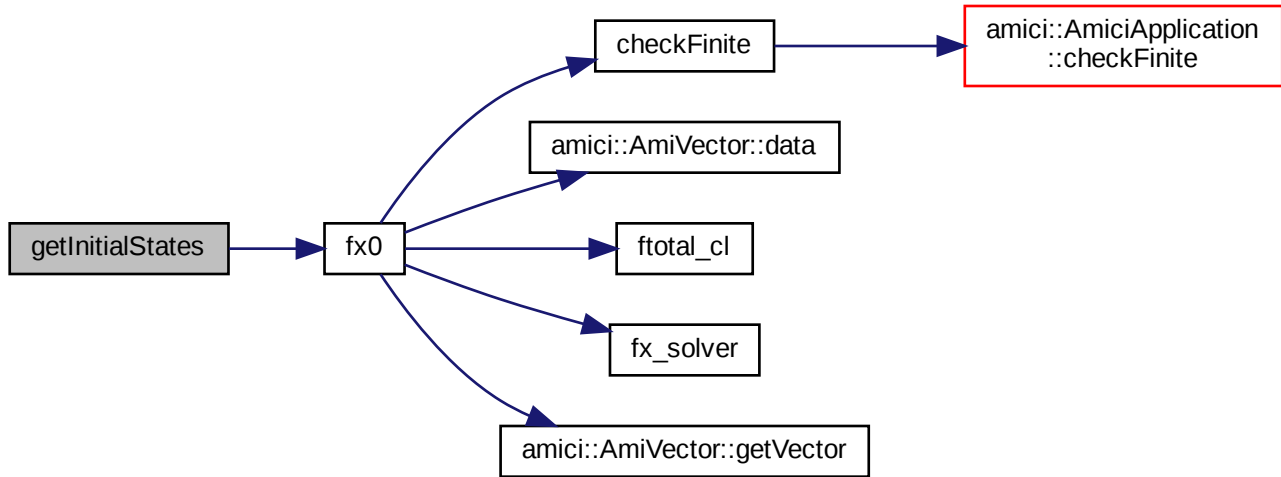 getInitialStates
fx0
checkFinite
amici::AmiciApplication
::checkFinite
amici::AmiVector::data
ftotal_cl
fx_solver
amici::AmiVector::getVector